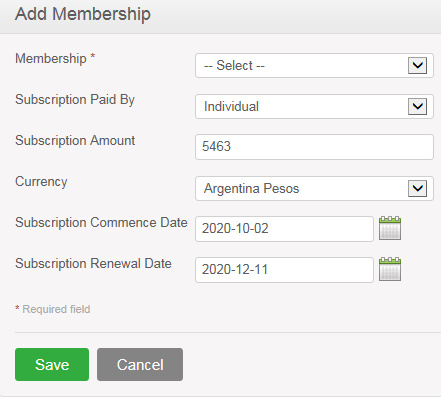 Add Membership
Membership *
-- Select --
Subscription Paid By
Individual
Subscription Amount
5463
Currency
Argentina Pesos
Subscription Commence Date
2020-10-02
Subscription Renewal Date
2020-12-11
* Required field
Save
Cancel